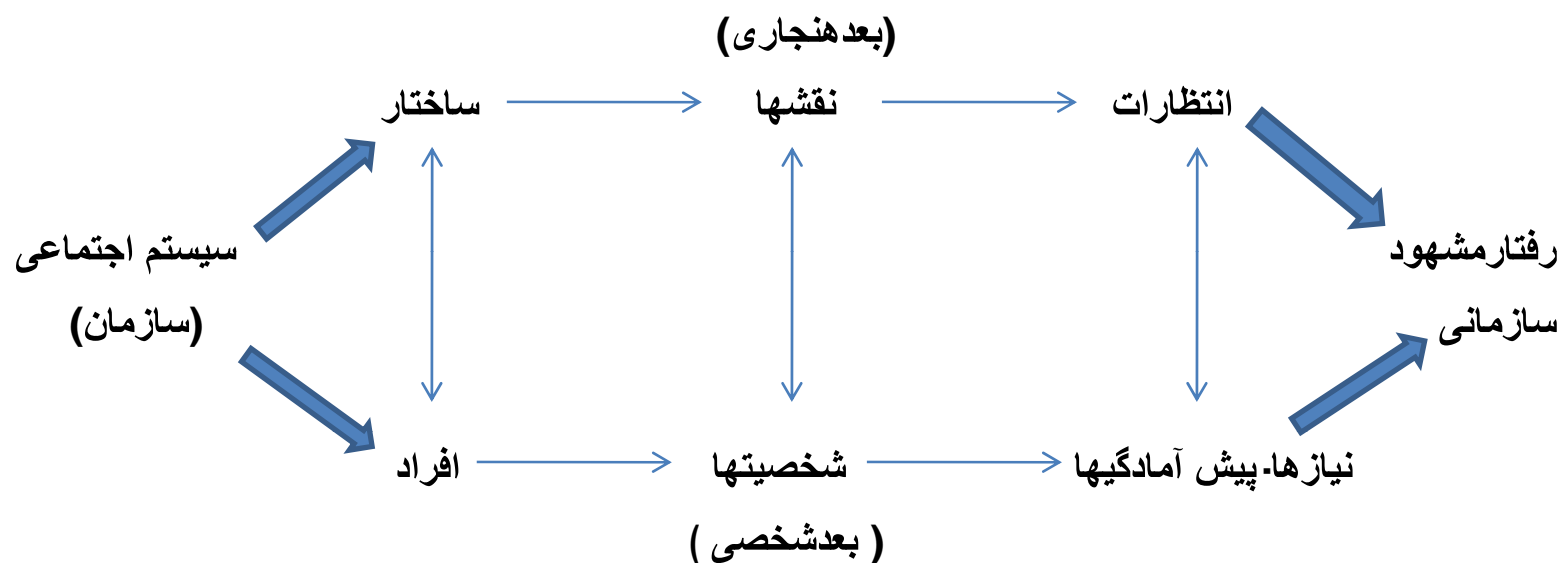 (بعدهنجاری)
ساختار
نقشها
انتظارات
سیستم اجتماعی
(سازمان)
رفتارمشهود
سازمانی
افراد
شخصیتها
نیازها-پیش آمادگیها
( بعدشخصی )